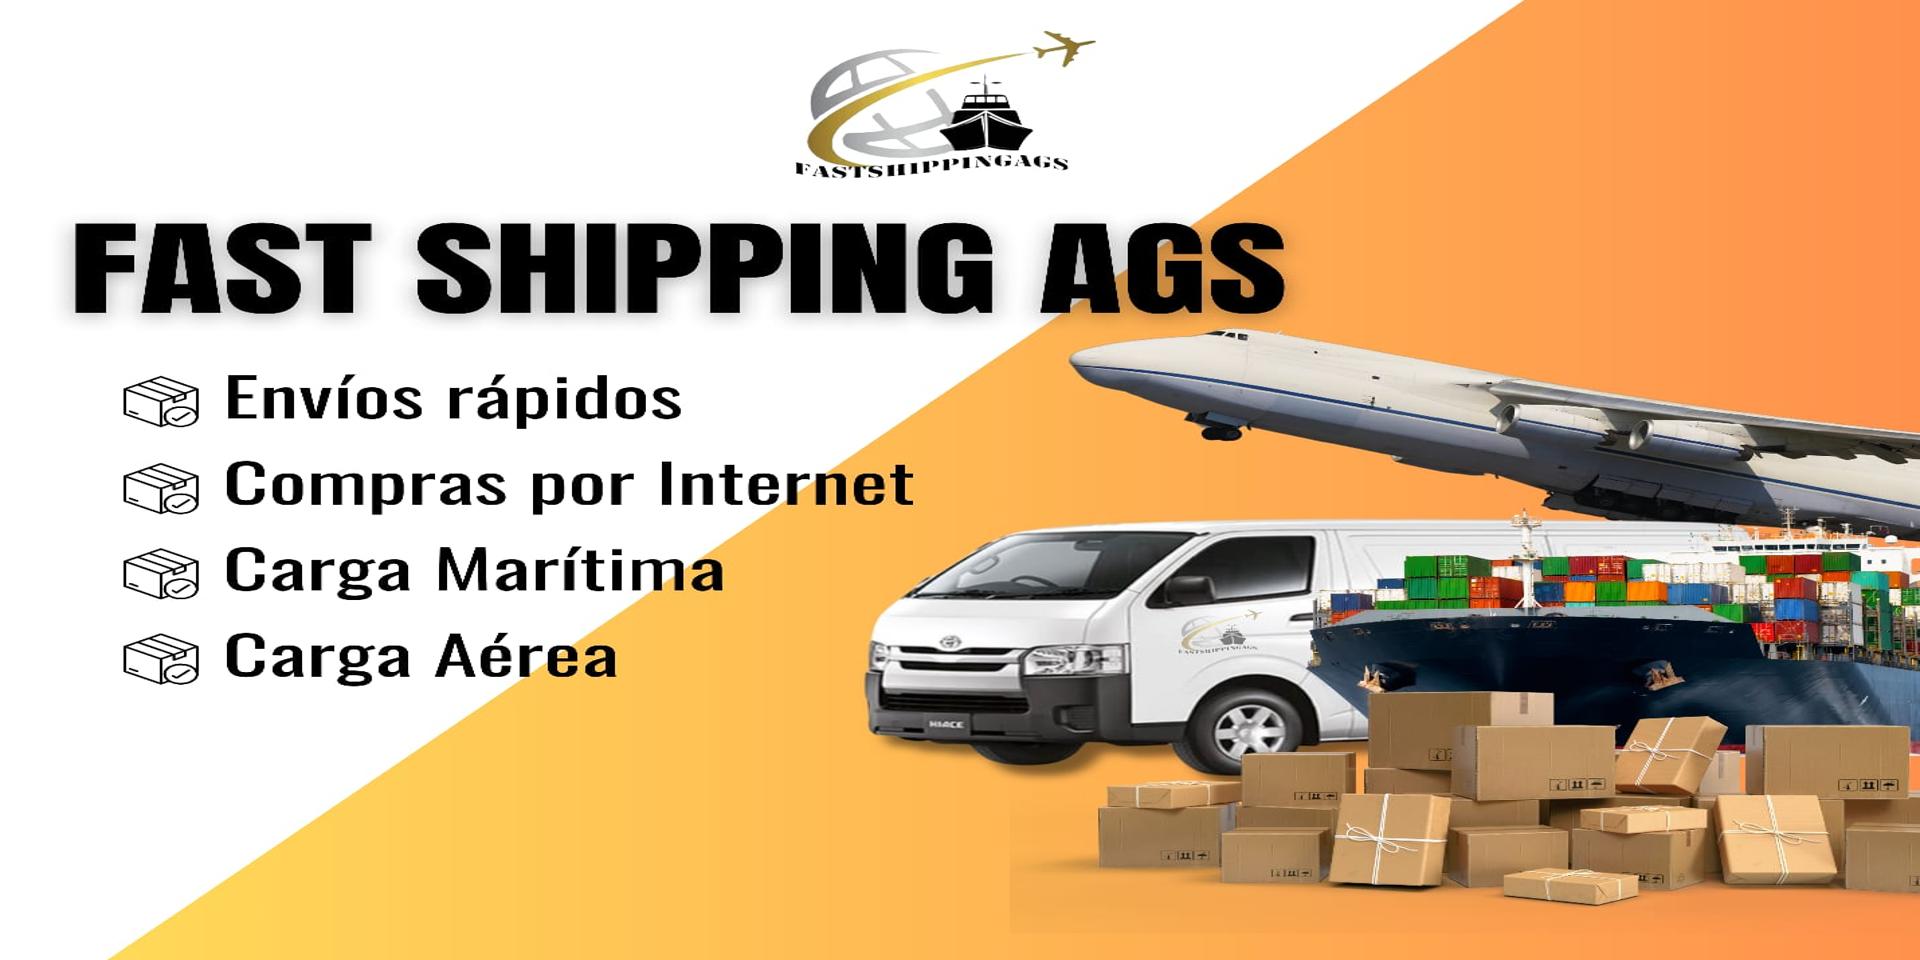 FASTSHIPPINGAGS
FAST SHIPPING AGS
Envíos rápidos
Compras por Internet
Carga Marítima
Carga Aérea
FASTSHIPPINGAGS
HIACE